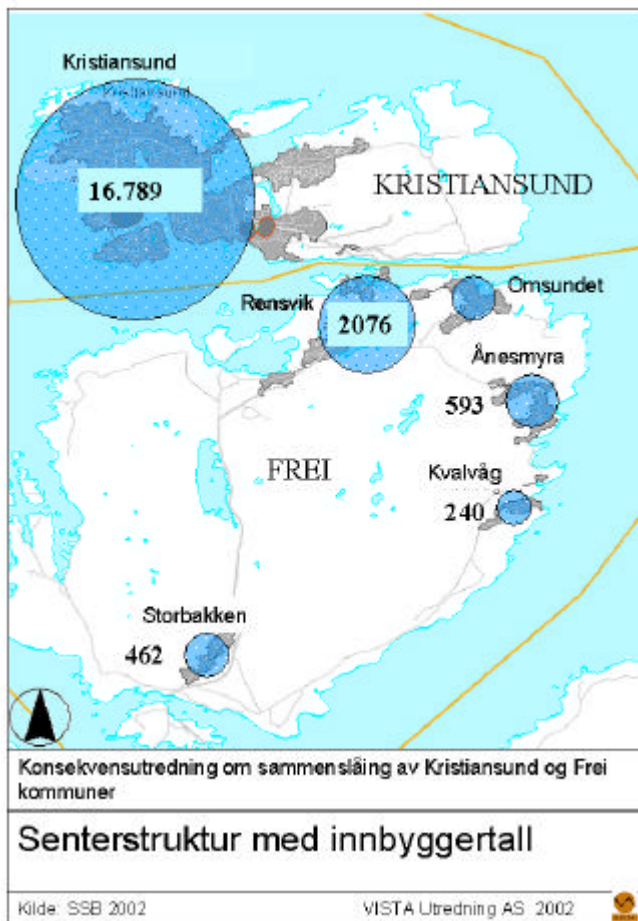 Kristiansund
Kristiansund
16.789
KRISTIANSUND
Omsundet
Rensvik
2076
Ånesmyra
593
FREI
Kvalvåg
240
Storbakken
462
Konsekvensutredning om sammenslåing av Kristiansund og Frei
kommuner
Senterstruktur med innbyggertall
Kilde: SSB 2002 VISTA Utredning AS 2002